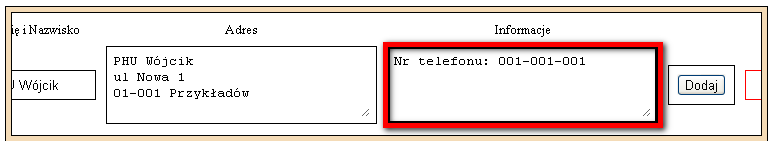 ię i Nazwisko Adres Informacje
J Wójcik
PHU Wójcik
ul Nowa 1
01-001 Przykładów
Nr telefonu: 001-001-001
Dodaj